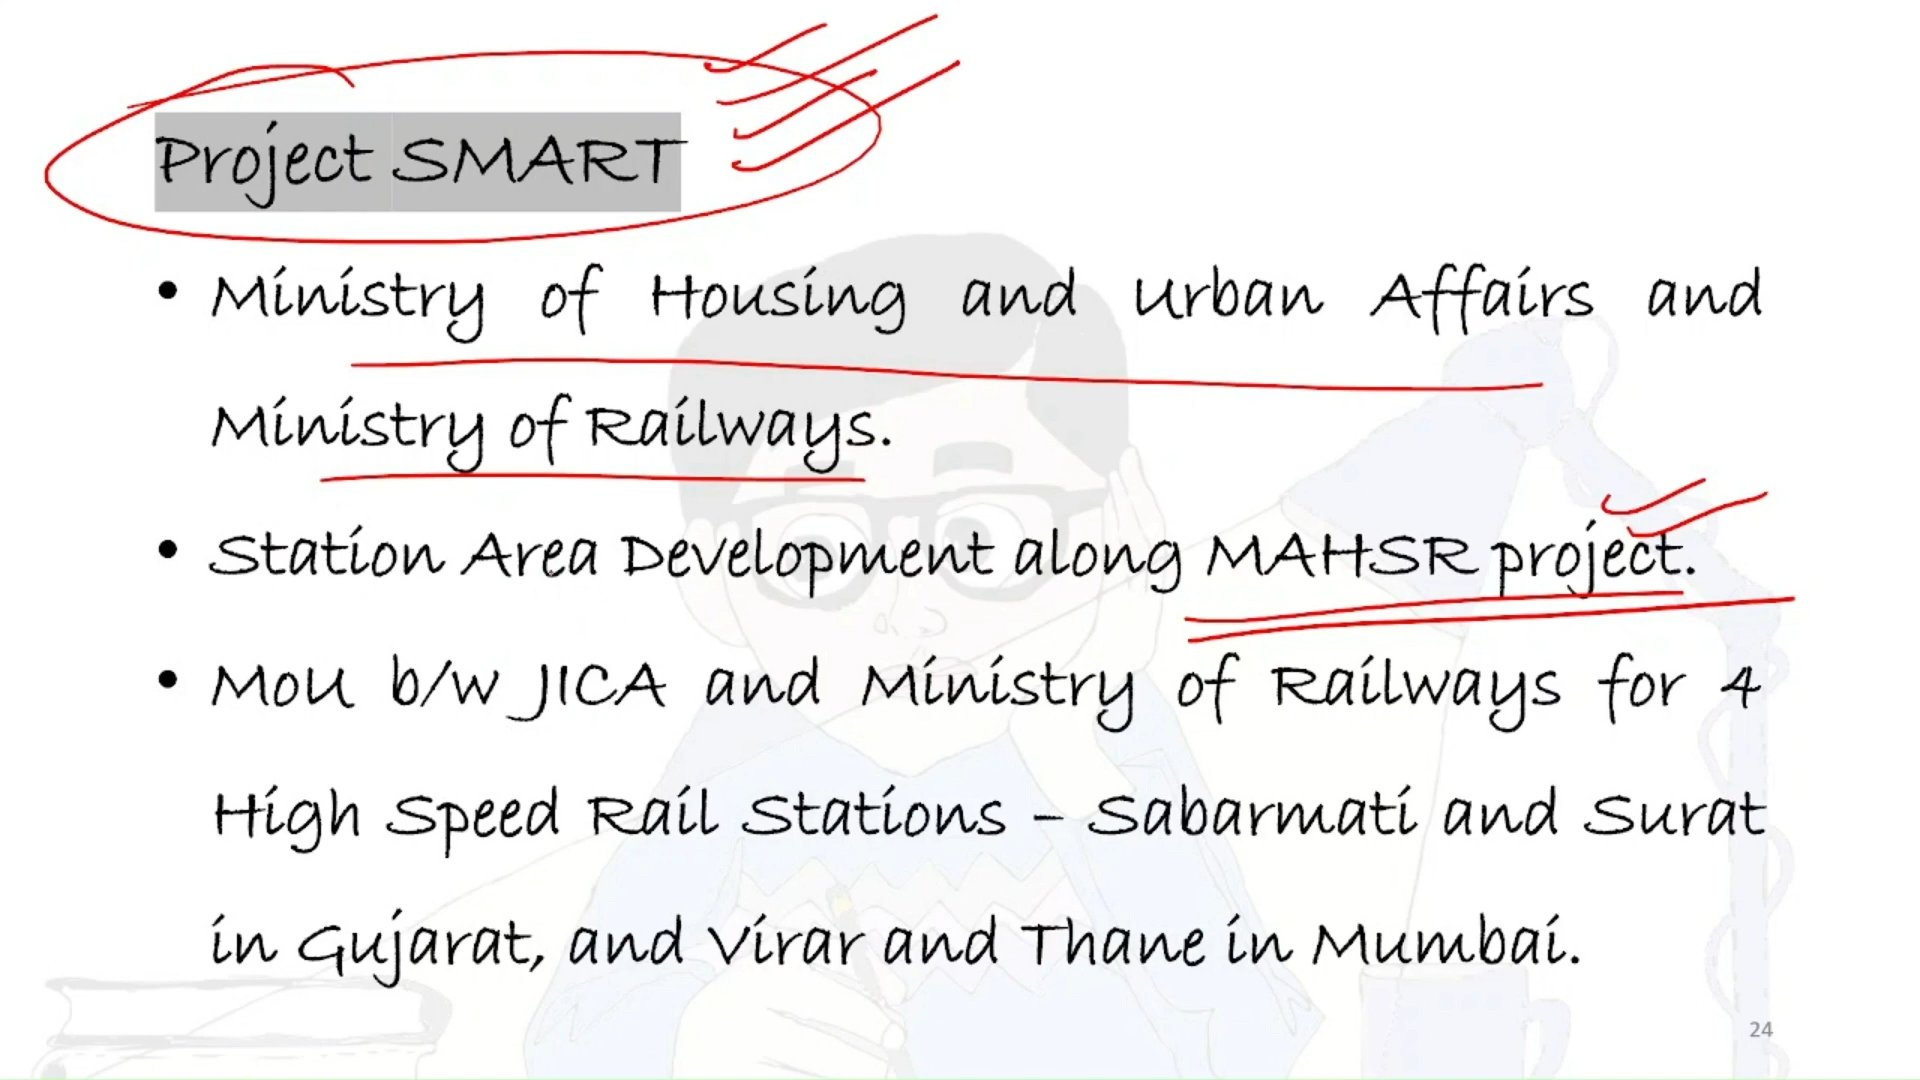 Project SMART
• Ministry of Housing and Urban Affairs and
Ministry of Railways.
• Station Area Development along MAHSR project.
• MoU b/w JICA and Ministry of Railways for 4
High Speed Rail Stations – Sabarmati and Surat
in Gujarat, and Virar and Thane in Mumbai.
24